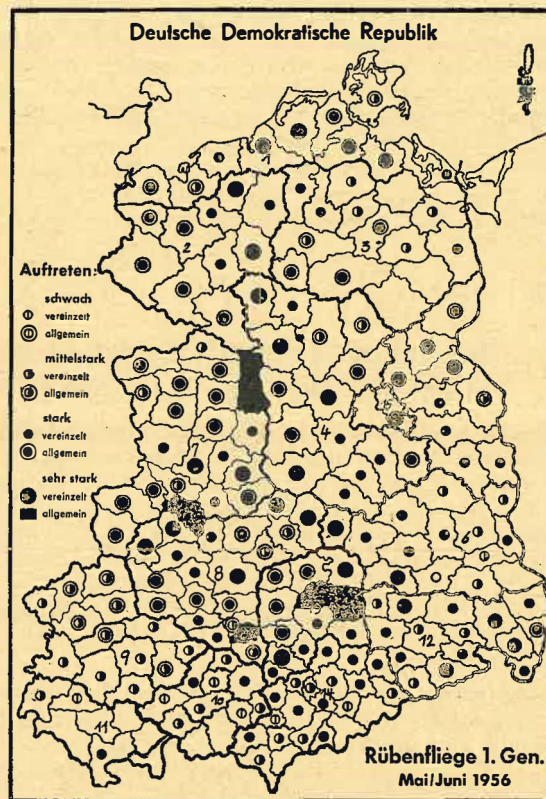 Deutsche Demokratische Republik
Auftreten:
schwach
vereinzelt
allgemein
mittelstark
vereinzelt
allgemein
stark
vereinzelt
allgemein
sehr stark
vereinzelt
allgemein
1
2
3
4
5
6
7
8
9
10
11
12
14
Rübenfliege 1. Gen.
Mai/Juni 1956